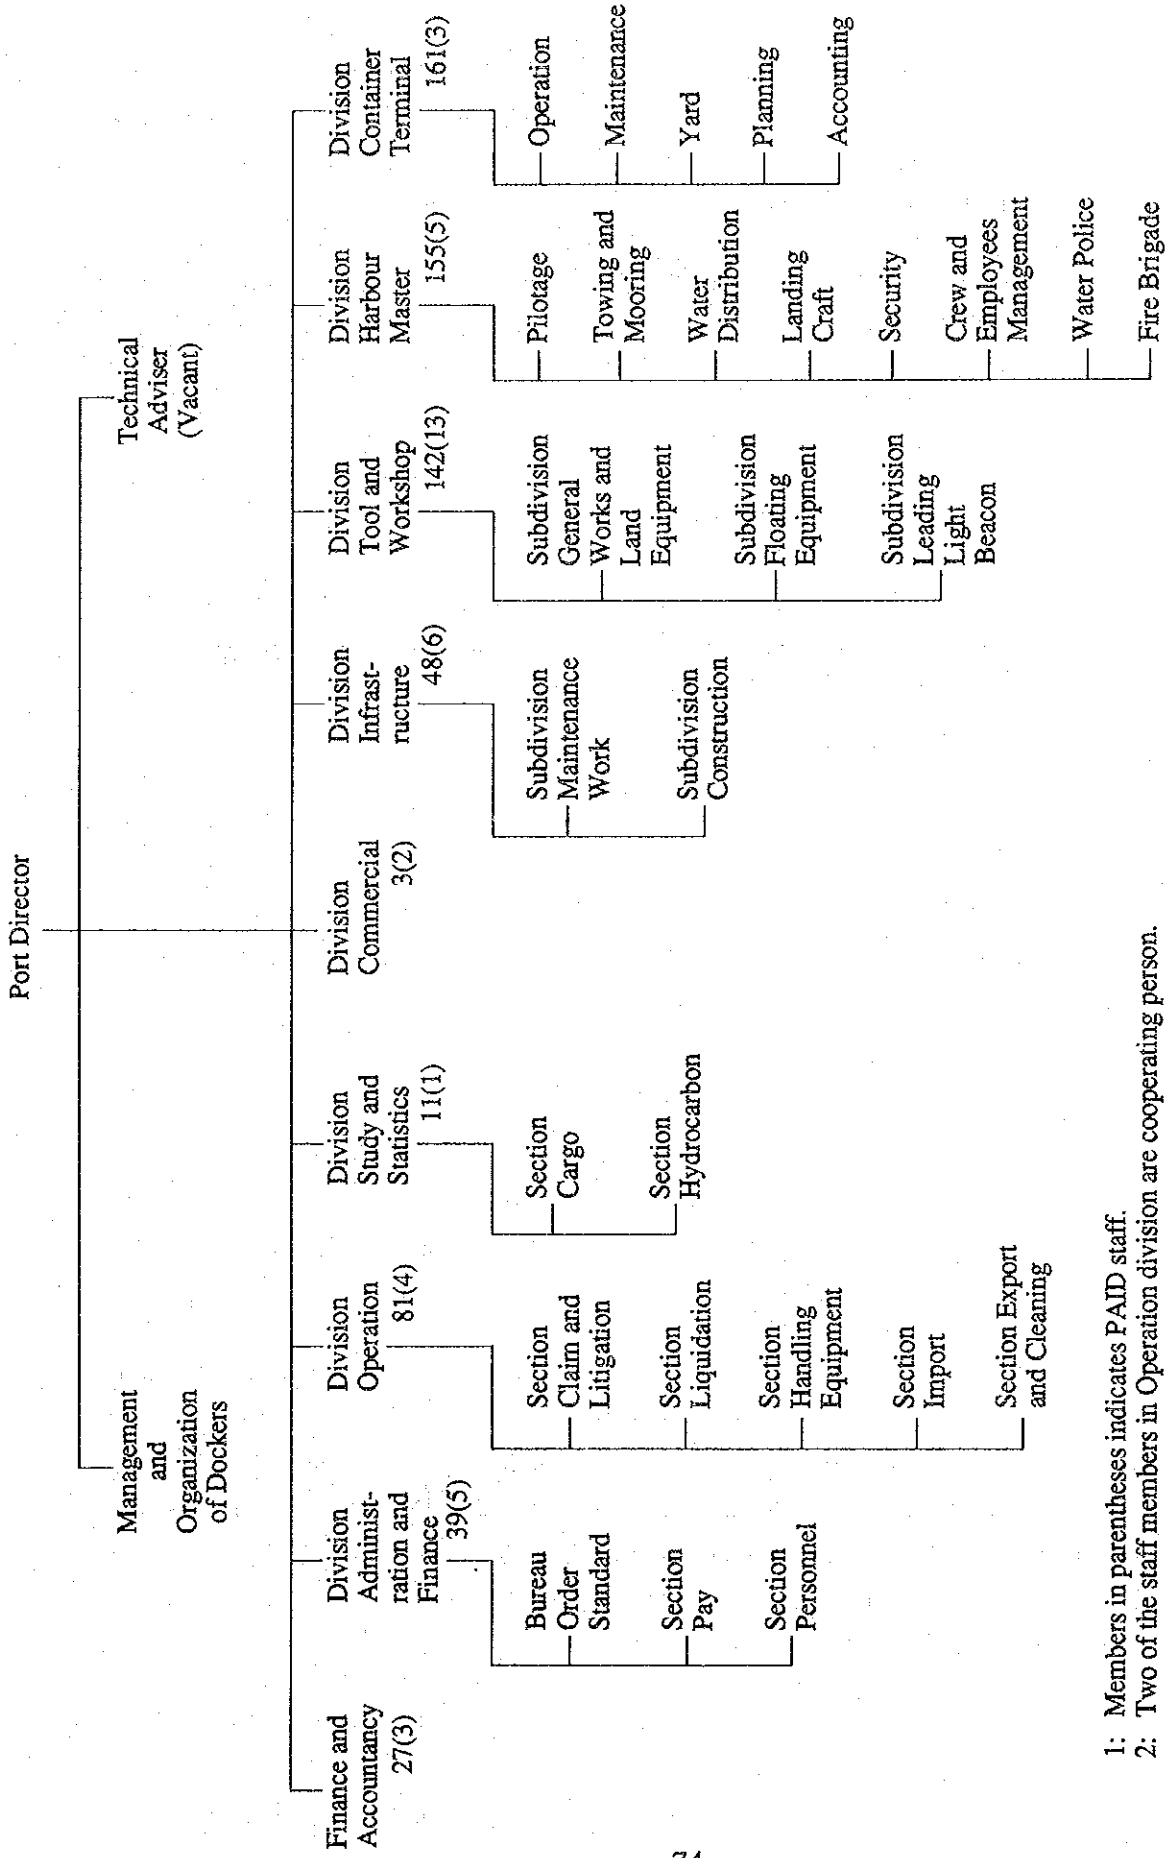 Port Director
Management
and
Organization
of Dockers
Technical
Adviser
(Vacant)
Finance and
Accountancy
27(3)
Division
Administ-
ration and
Finance
39(5)
Bureau
Order
Standard
Section
Pay
Section
Personnel
Division
Operation
81(4)
Section
Claim and
Litigation
Section
Liquidation
Section
Handling
Equipment
Section
Import
Section Export
and Cleaning
Division
Study and
Statistics
11(1)
Section
Cargo
Section
Hydrocarbon
Division
Commercial
3(2)
Division
Infrast-
ructure
48(6)
Subdivision
Maintenance
Work
Subdivision
Construction
Division
Tool and
Workshop
142(13)
Subdivision
General
Works and
Land
Equipment
Subdivision
Floating
Equipment
Subdivision
Leading
Light
Beacon
Division
Harbour
Master
155(5)
Pilotage
Towing and
Mooring
Water
Distribution
Landing
Craft
Security
Crew and
Employees
Management
Water Police
Fire Brigade
Division
Container
Terminal
161(3)
Operation
Maintenance
Yard
Planning
Accounting
1: Members in parentheses indicates PAID staff.
2: Two of the staff members in Operation division are cooperating person.